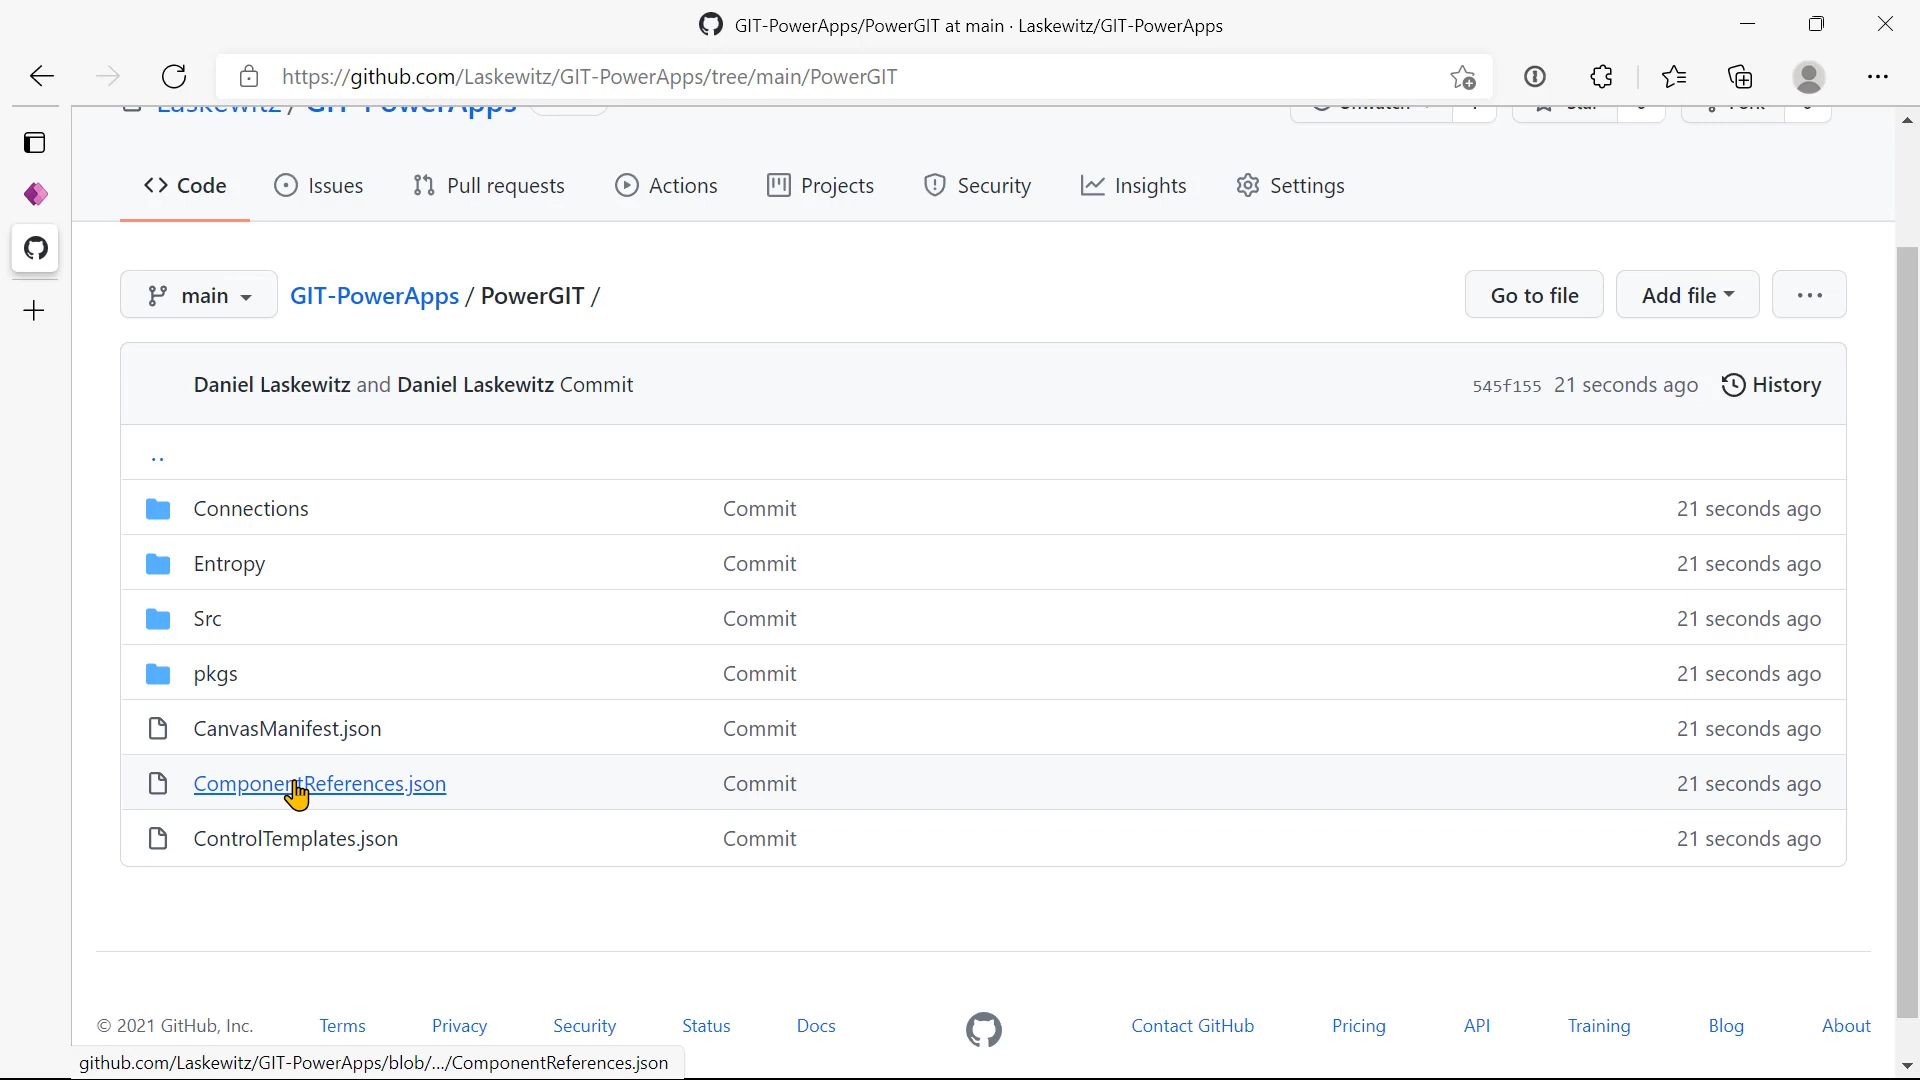 GIT-PowerApps/PowerGIT at main · Laskewitz/GIT-PowerApps
https://github.com/Laskewitz/GIT-PowerApps/tree/main/PowerGIT
Laskewitz / GIT-PowerApps
Code Issues Pull requests Actions Projects Security Insights Settings
main GIT-PowerApps / PowerGIT / Go to file Add file ...
Daniel Laskewitz and Daniel Laskewitz Commit 545f155 21 seconds ago History
..
Connections Commit 21 seconds ago
Entropy Commit 21 seconds ago
Src Commit 21 seconds ago
pkgs Commit 21 seconds ago
CanvasManifest.json Commit 21 seconds ago
ComponentReferences.json Commit 21 seconds ago
ControlTemplates.json Commit 21 seconds ago
© 2021 GitHub, Inc. Terms Privacy Security Status Docs Contact GitHub Pricing API Training Blog About
github.com/Laskewitz/GIT-PowerApps/blob/.../ComponentReferences.json